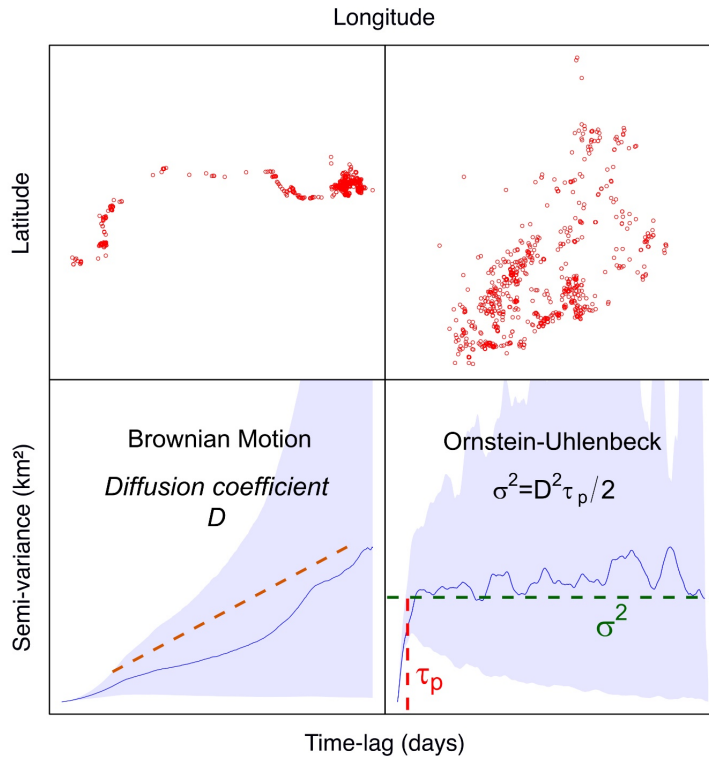 Longitude
Latitude
Brownian Motion
Diffusion coefficient
D
Ornstein-Uhlenbeck
σ²=D²τₚ/2
σ²
τₚ
Semi-variance (km²)
Time-lag (days)